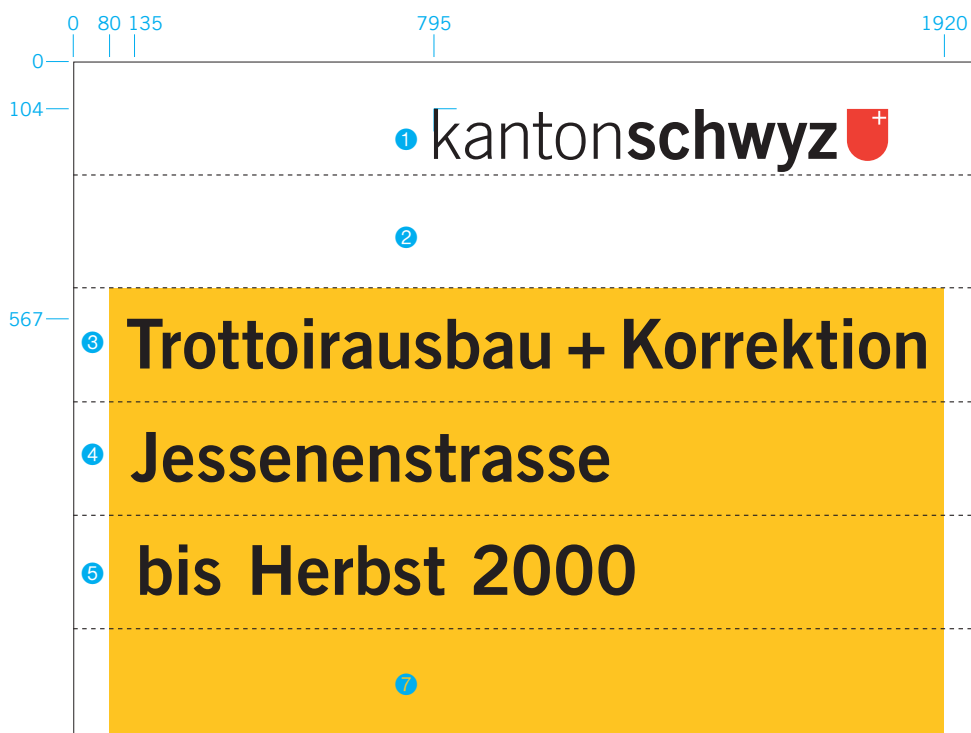 0 80 135 795 1920
0
104
1 kantonschwyz
2
567
3 Trottoirausbau + Korrektion
4 Jessenenstrasse
5 bis Herbst 2000
7